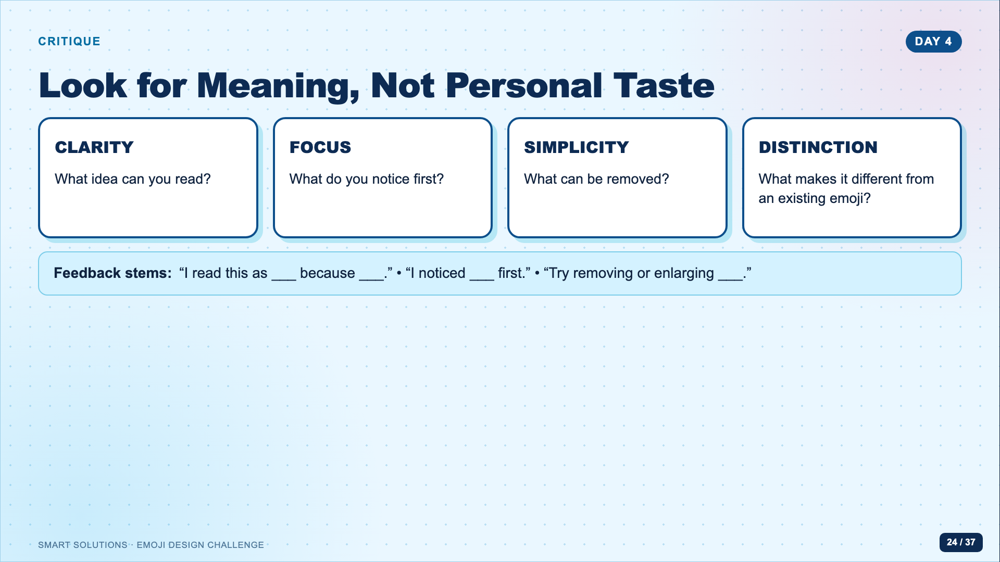 CRITIQUE
DAY 4
Look for Meaning, Not Personal Taste
CLARITY
What idea can you read?
FOCUS
What do you notice first?
SIMPLICITY
What can be removed?
DISTINCTION
What makes it different from
an existing emoji?
Feedback stems: “I read this as ___ because ___.” • “I noticed ___ first.” • “Try removing or enlarging ___.”
SMART SOLUTIONS · EMOJI DESIGN CHALLENGE
24 / 37